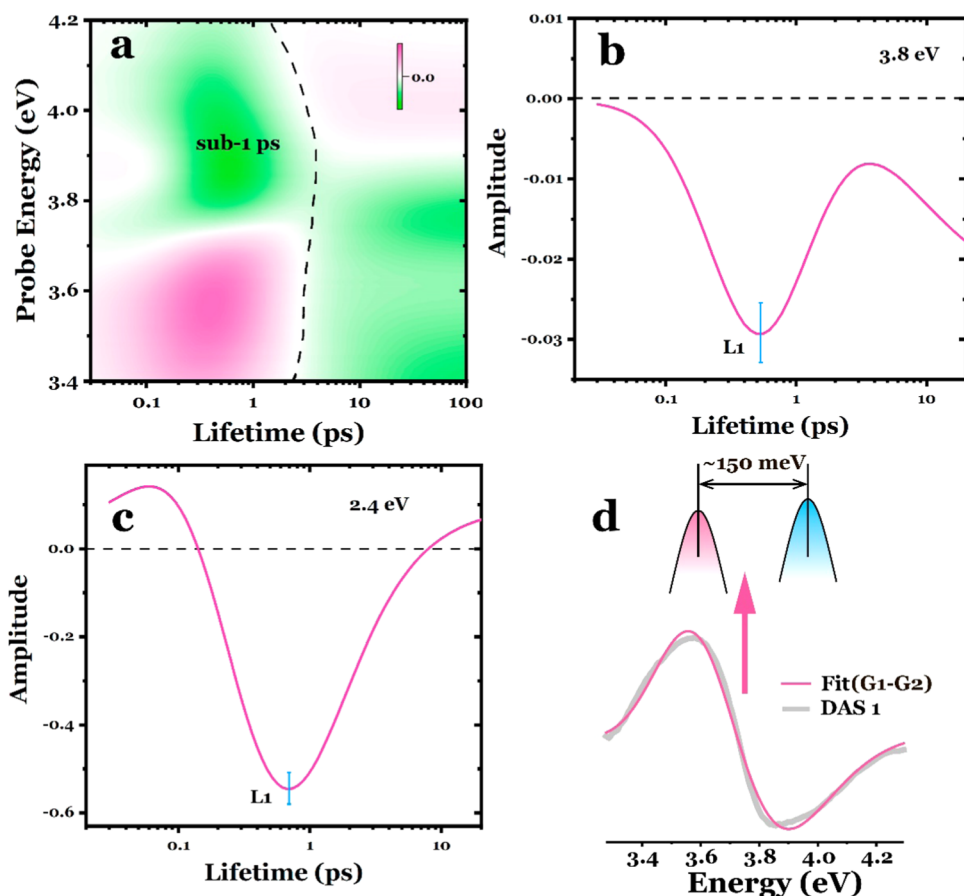 a
0.0
sub-1 ps
Probe Energy (eV)
4.2
4.0
3.8
3.6
3.4
0.1
1
10
100
Lifetime (ps)
b
3.8 eV
Amplitude
0.01
0.00
-0.01
-0.02
-0.03
L1
0.1
1
10
Lifetime (ps)
c
2.4 eV
Amplitude
0.0
-0.2
-0.4
-0.6
L1
0.1
1
10
Lifetime (ps)
~150 meV
d
Fit(G1-G2)
DAS 1
3.4
3.6
3.8
4.0
4.2
Energy (eV)